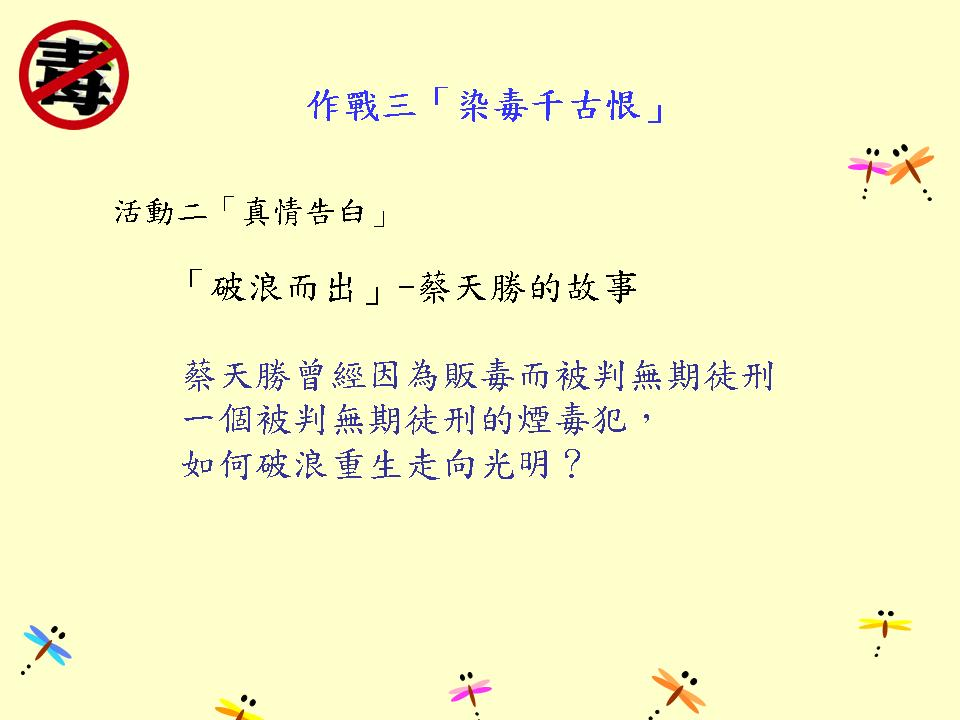 毒
作戰三「染毒千古恨」
活動二「真情告白」
「破浪而出」-蔡天勝的故事
蔡天勝曾經因為販毒而被判無期徒刑
一個被判無期徒刑的煙毒犯，
如何破浪重生走向光明？